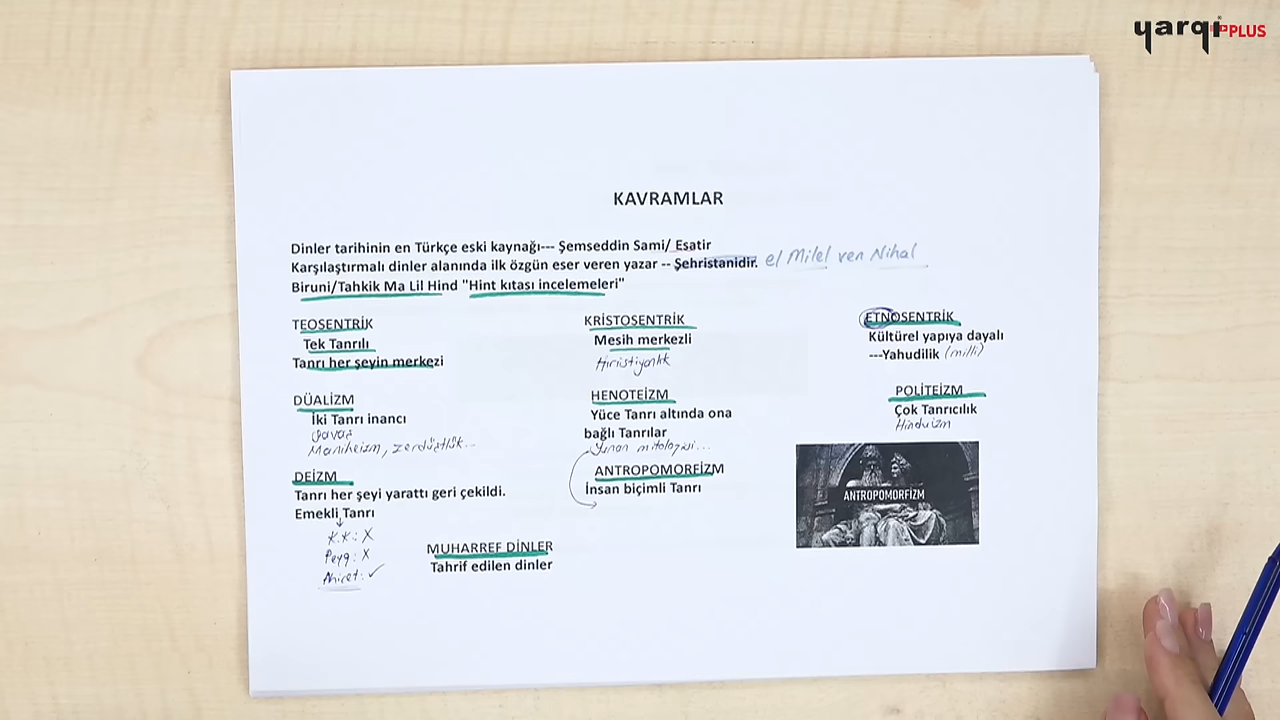 yarqi PLUS
KAVRAMLAR
Dinler tarihinin en Türkçe eski kaynağı--- Şemseddin Sami/ Esatir
Karşılaştırmalı dinler alanında ilk özgün eser veren yazar -- Şehristanidir. el Milel ven Nihal
Biruni/Tahkik Ma Lil Hind "Hint kıtası incelemeleri"
TEOSENTRİK
Tek Tanrılı
Tanrı her şeyin merkezi
KRİSTOSENTRİK
Mesih merkezli
Hıristiyanlık
ETNOSENTRİK
Kültürel yapıya dayalı
---Yahudilik (milli)
DÜALİZM
İki Tanrı inancı
Maniheizm, zerdüştlük...
HENOTEİZM
Yüce Tanrı altında ona
bağlı Tanrılar
Yunan mitolojisi...
POLİTEİZM
Çok Tanrıcılık
Hinduizm
DEİZM
Tanrı her şeyi yarattı geri çekildi.
Emekli Tanrı
K.K.: X
Peyg: X
Ahiret: ✓
ANTROPOMORFİZM
İnsan biçimli Tanrı
ANTROPOMORFİZM
MUHARREF DİNLER
Tahrif edilen dinler